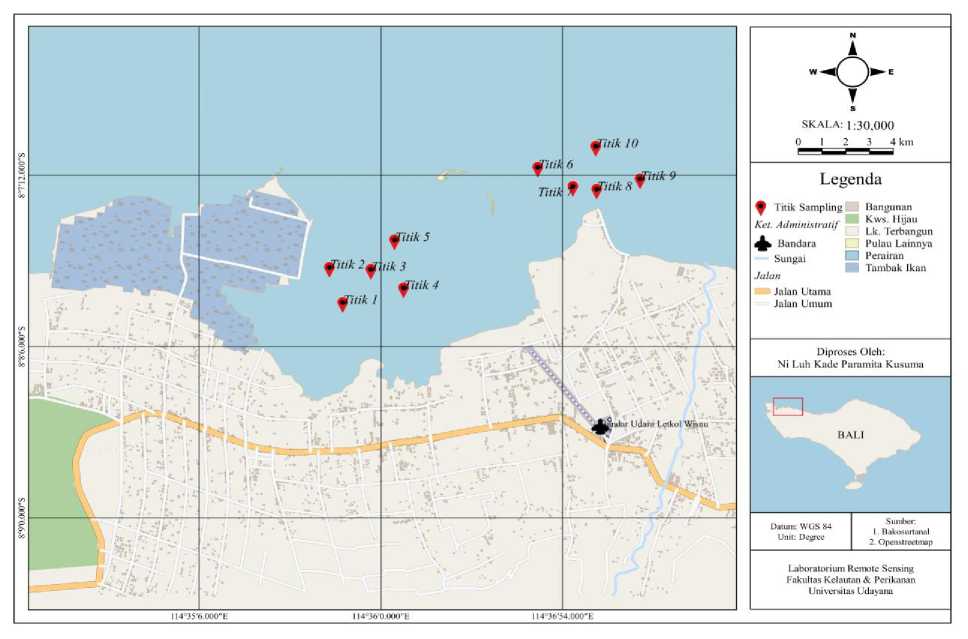 Titik 10
Titik 6
Titik 9
Titik
Titik 8
Titik 5
Titik 2
Titik 3
Titik 4
Titik 1
Udara Letkol Wisnu
8°7'12.000"S
8°8'6.000"S
8°9'0.000"S
114°35'6.000"E
114°36'0.000"E
114°36'54.000"E
N
W
E
S
SKALA: 1:30,000
0 1 2 3 4 km
Legenda
Titik Sampling
Ket. Administratif
Bandara
Sungai
Jalan
Jalan Utama
Jalan Umum
Bangunan
Kws. Hijau
Lk. Terbangun
Pulau Lainnya
Perairan
Tambak Ikan
Diproses Oleh:
Ni Luh Kade Paramita Kusuma
BALI
Datum: WGS 84
Unit: Degree
Sumber:
1. Bakosurtanal
2. Openstreetmap
Laboratorium Remote Sensing
Fakultas Kelautan & Perikanan
Universitas Udayana